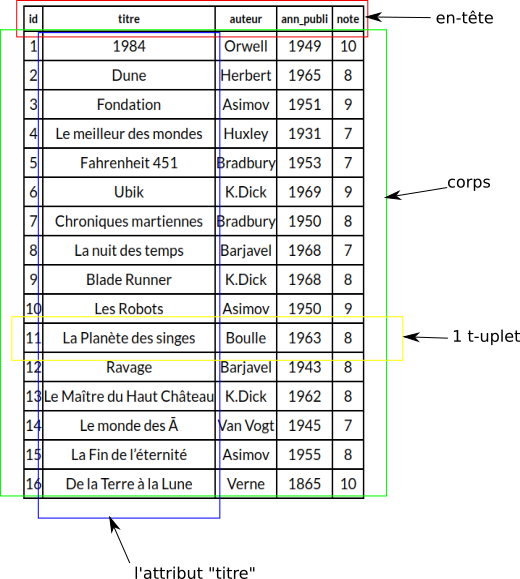 id titre auteur ann_publi note
en-tête
1 1984 Orwell 1949 10
2 Dune Herbert 1965 8
3 Fondation Asimov 1951 9
4 Le meilleur des mondes Huxley 1931 7
5 Fahrenheit 451 Bradbury 1953 7
corps
6 Ubik K.Dick 1969 9
7 Chroniques martiennes Bradbury 1950 8
8 La nuit des temps Barjavel 1968 7
9 Blade Runner K.Dick 1968 8
10 Les Robots Asimov 1950 9
11 La Planète des singes Boulle 1963 8
1 t-uplet
12 Ravage Barjavel 1943 8
13 Le Maître du Haut Château K.Dick 1962 8
14 Le monde des Ā Van Vogt 1945 7
15 La Fin de l'éternité Asimov 1955 8
16 De la Terre à la Lune Verne 1865 10
l'attribut "titre"